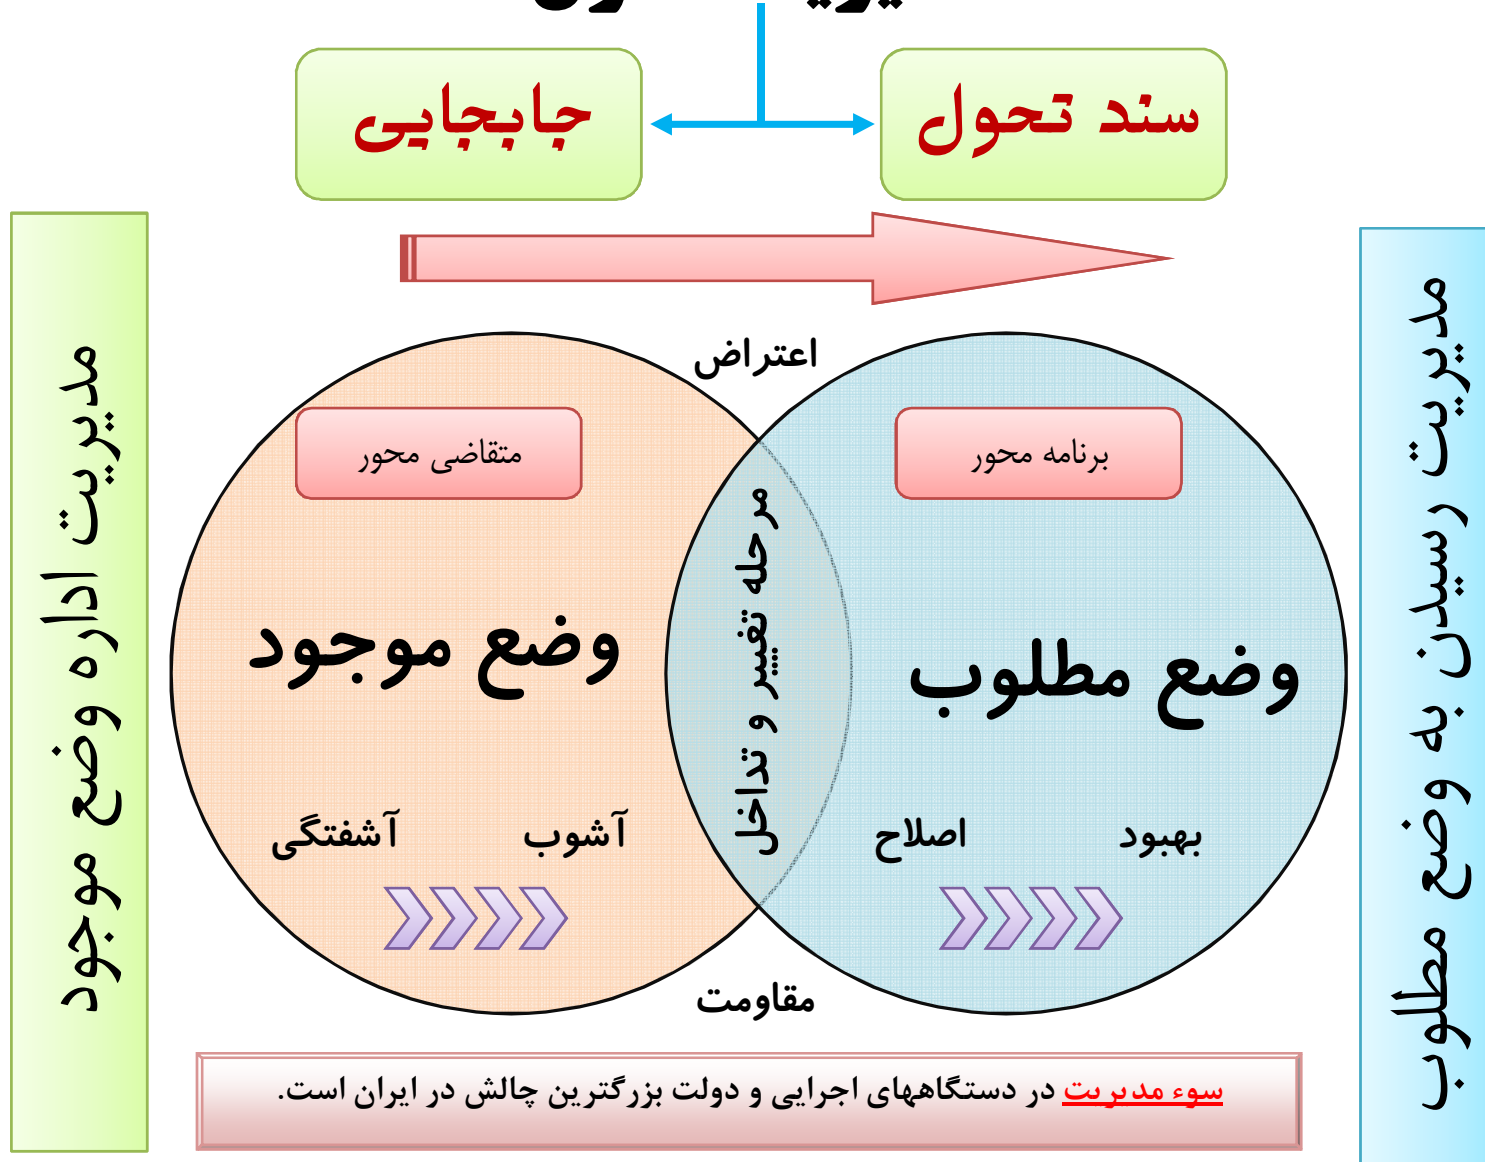 سند تحول
جابجایی
مدیریت رسیدن به وضع مطلوب
مدیریت اداره وضع موجود
اعتراض
برنامه محور
متقاضی محور
مرحله تغییر و تداخل
وضع مطلوب
وضع موجود
بهبود
اصلاح
آشوب
آشفتگی
مقاومت
سوء مدیریت در دستگاههای اجرایی و دولت بزرگترین چالش در ایران است.